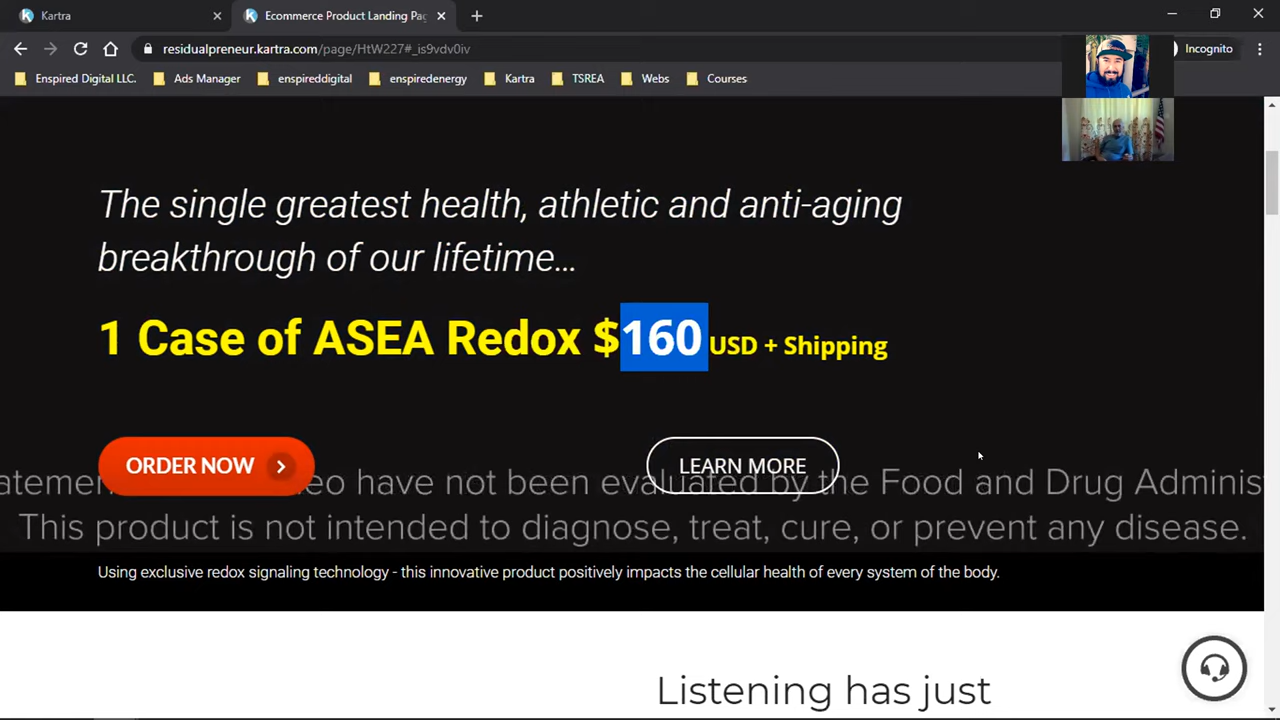 Kartra
Ecommerce Product Landing Pag
residualpreneur.kartra.com/page/HtW227#_is9vdv0iv
Incognito
Enspired Digital LLC.
Ads Manager
enspireddigital
enspiredenergy
Kartra
TSREA
Webs
Courses
The single greatest health, athletic and anti-aging
breakthrough of our lifetime...
1 Case of ASEA Redox $160 USD + Shipping
ORDER NOW
LEARN MORE
have not been evaluated by the Food and Drug Adminis
This product is not intended to diagnose, treat, cure, or prevent any disease.
Using exclusive redox signaling technology - this innovative product positively impacts the cellular health of every system of the body.
Listening has just